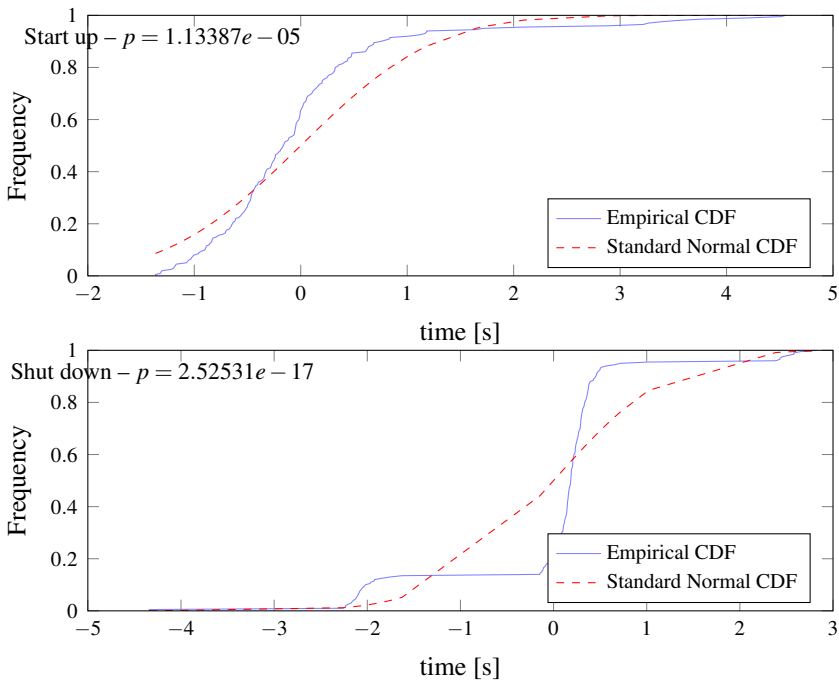 Start up – p = 1.13387e − 05
1
0.8
0.6
0.4
0.2
0
Frequency
−2 −1 0 1 2 3 4 5
time [s]
Empirical CDF
Standard Normal CDF
Shut down – p = 2.52531e − 17
1
0.8
0.6
0.4
0.2
0
Frequency
−5 −4 −3 −2 −1 0 1 2 3
time [s]
Empirical CDF
Standard Normal CDF